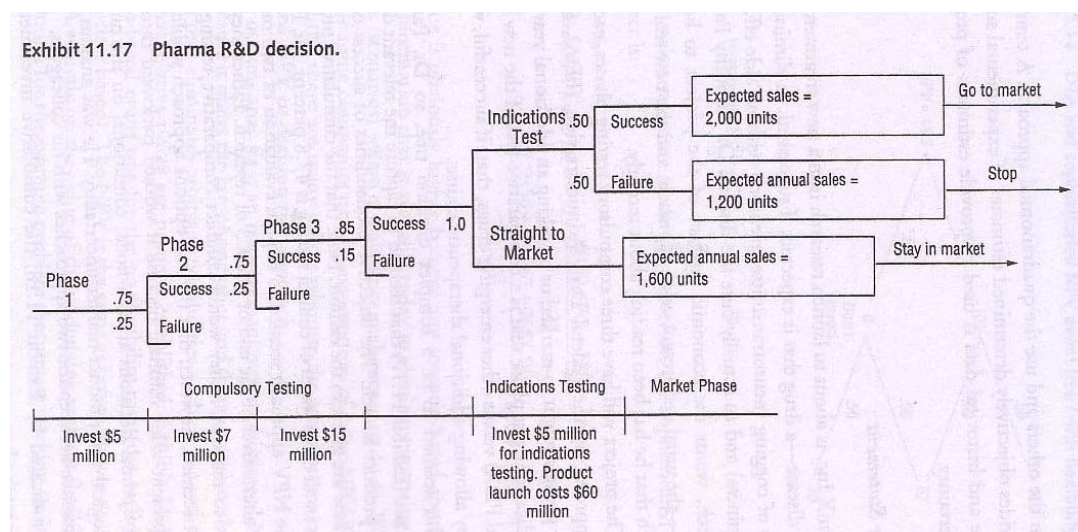 Exhibit 11.17 Pharma R&D decision.
Indications
Test
.50
Success
Expected sales =
2,000 units
Go to market
.50
Failure
Expected annual sales =
1,200 units
Stop
Phase 3
.85
Success
1.0
Straight to
Market
Expected annual sales =
1,600 units
Stay in market
Phase
2
.75
Success
.15
Failure
Phase
1
.75
Success
.25
Failure
.25
Failure
Compulsory Testing
Indications Testing
Market Phase
Invest $5
million
Invest $7
million
Invest $15
million
Invest $5 million
for indications
testing. Product
launch costs $60
million